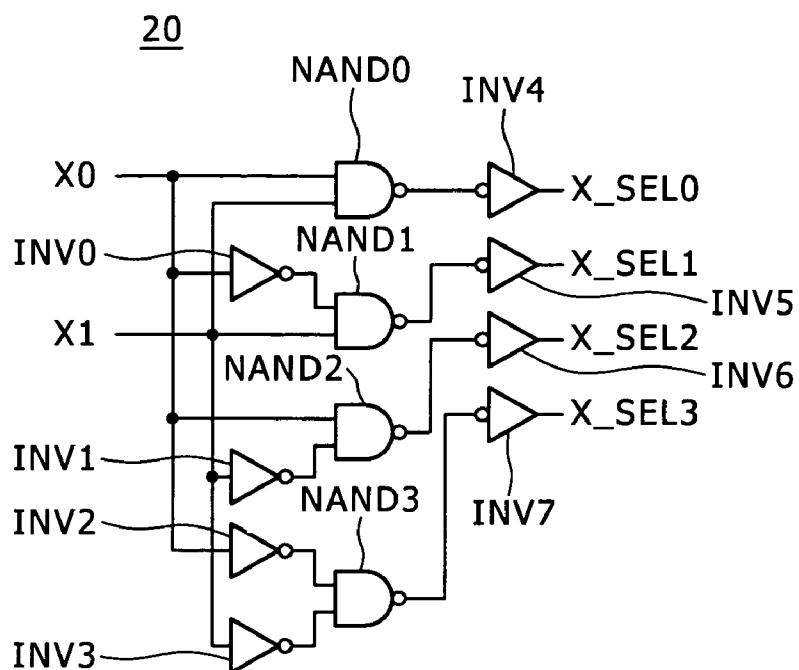 20
NAND0
INV4
X0
X_SEL0
INV0
NAND1
X_SEL1
INV5
X1
X_SEL2
NAND2
INV6
X_SEL3
INV1
NAND3
INV2
INV7
INV3